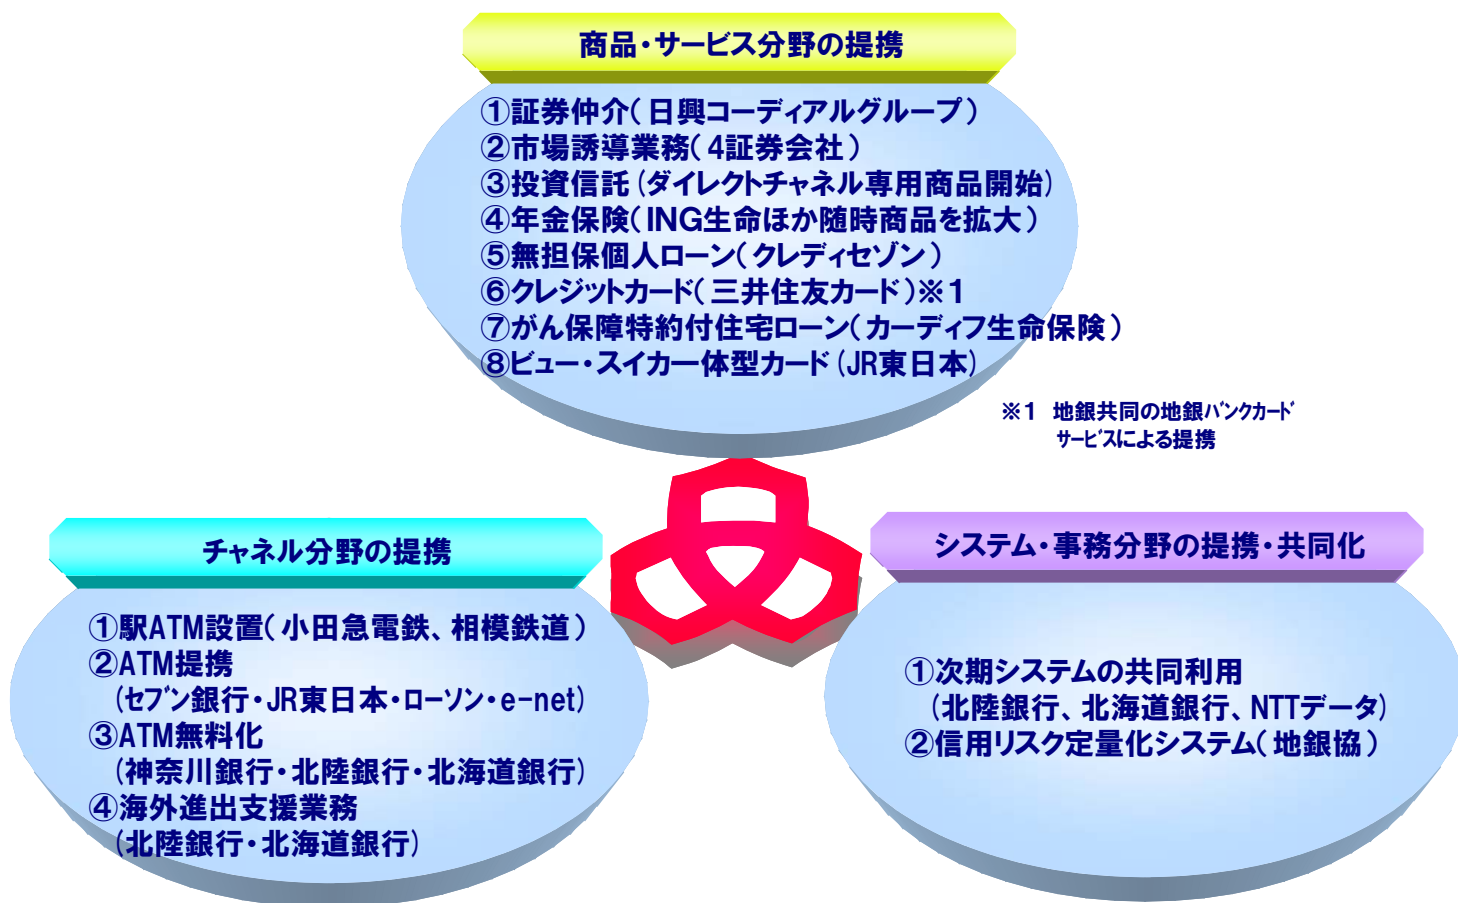 商品・サービス分野の提携
①証券仲介(日興コーディアルグループ)
②市場誘導業務(4証券会社)
③投資信託(ダイレクトチャネル専用商品開始)
④年金保険(ING生命ほか随時商品を拡大)
⑤無担保個人ローン(クレディセゾン)
⑥クレジットカード(三井住友カード)※1
⑦がん保障特約付住宅ローン(カーディフ生命保険)
⑧ビュー・スイカ一体型カード(JR東日本)
※1 地銀共同の地銀バンクカード
サービスによる提携
チャネル分野の提携
①駅ATM設置(小田急電鉄、相模鉄道)
②ATM提携
(セブン銀行・JR東日本・ローソン・e-net)
③ATM無料化
(神奈川銀行・北陸銀行・北海道銀行)
④海外進出支援業務
(北陸銀行・北海道銀行)
システム・事務分野の提携・共同化
①次期システムの共同利用
(北陸銀行、北海道銀行、NTTデータ)
②信用リスク定量化システム(地銀協)